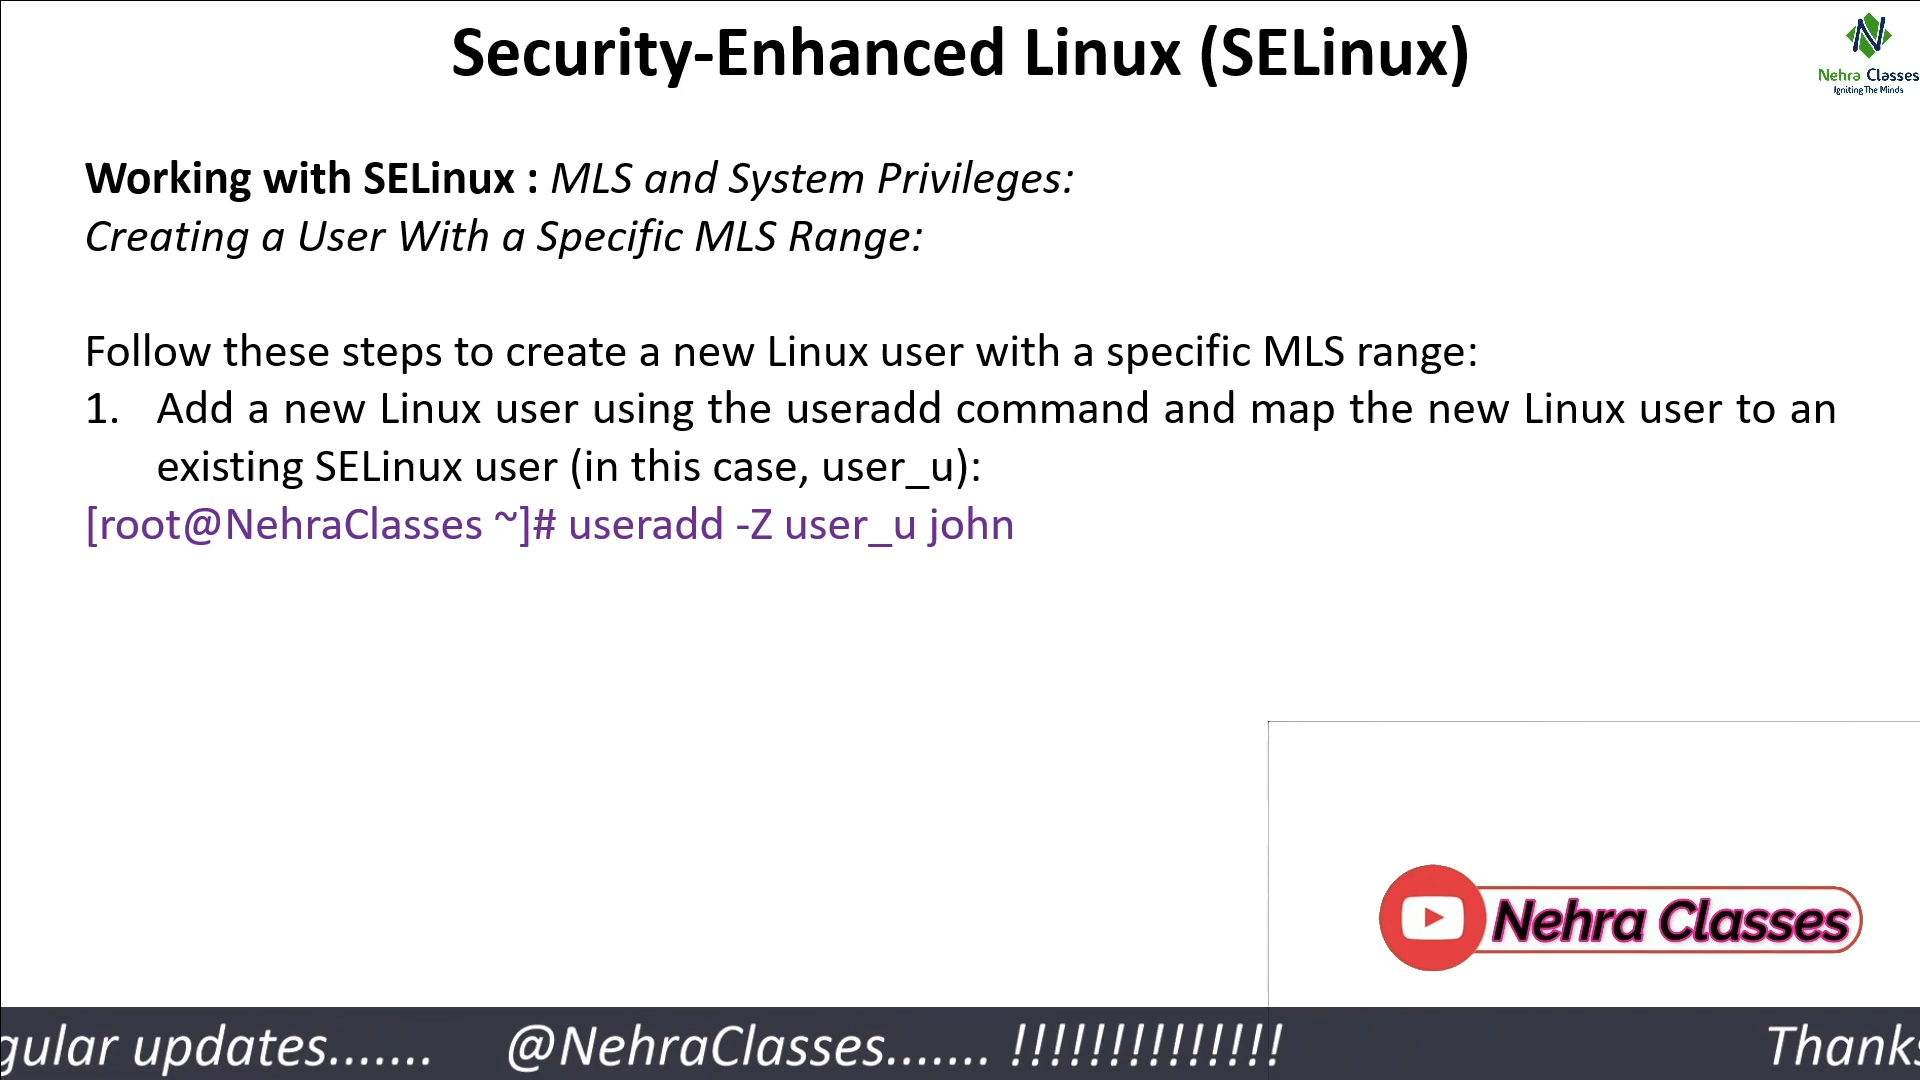 Security-Enhanced Linux (SELinux)
Nehra Classes
Igniting The Minds
Working with SELinux : MLS and System Privileges:
Creating a User With a Specific MLS Range:
Follow these steps to create a new Linux user with a specific MLS range:
1. Add a new Linux user using the useradd command and map the new Linux user to an
existing SELinux user (in this case, user_u):
[root@NehraClasses ~]# useradd -Z user_u john
Nehra Classes
gular updates....... @NehraClasses....... !!!!!!!!!!!!!! Thanks